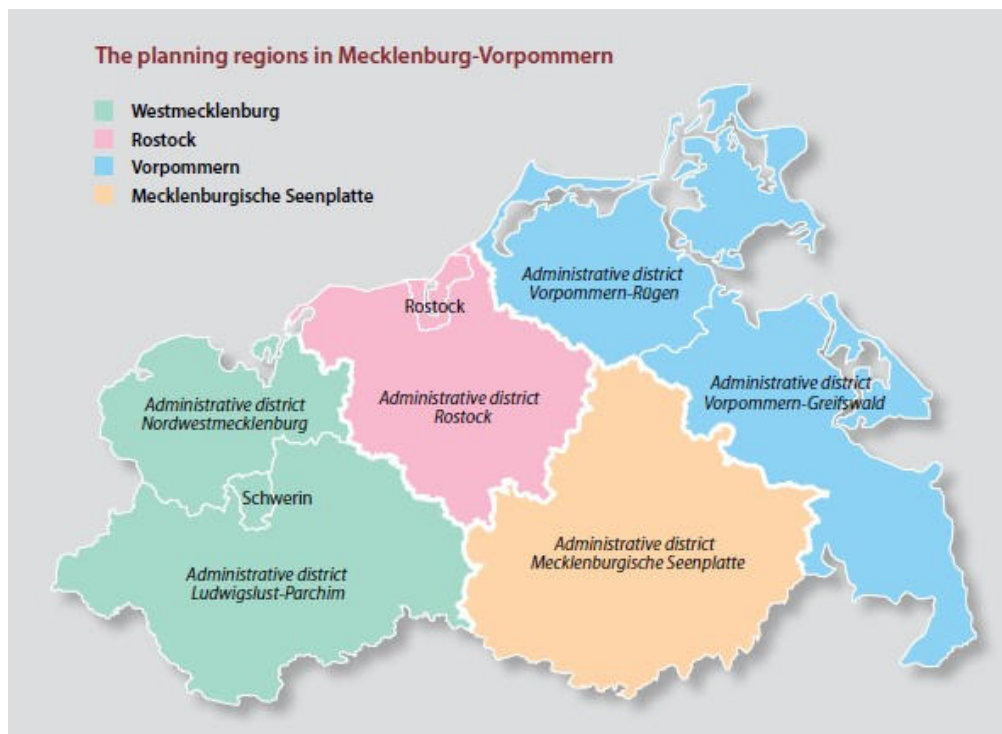 The planning regions in Mecklenburg-Vorpommern
Westmecklenburg
Rostock
Vorpommern
Mecklenburgische Seenplatte
Administrative district
Vorpommern-Rügen
Rostock
Administrative district
Vorpommern-Greifswald
Administrative district
Rostock
Administrative district
Nordwestmecklenburg
Schwerin
Administrative district
Mecklenburgische Seenplatte
Administrative district
Ludwigslust-Parchim